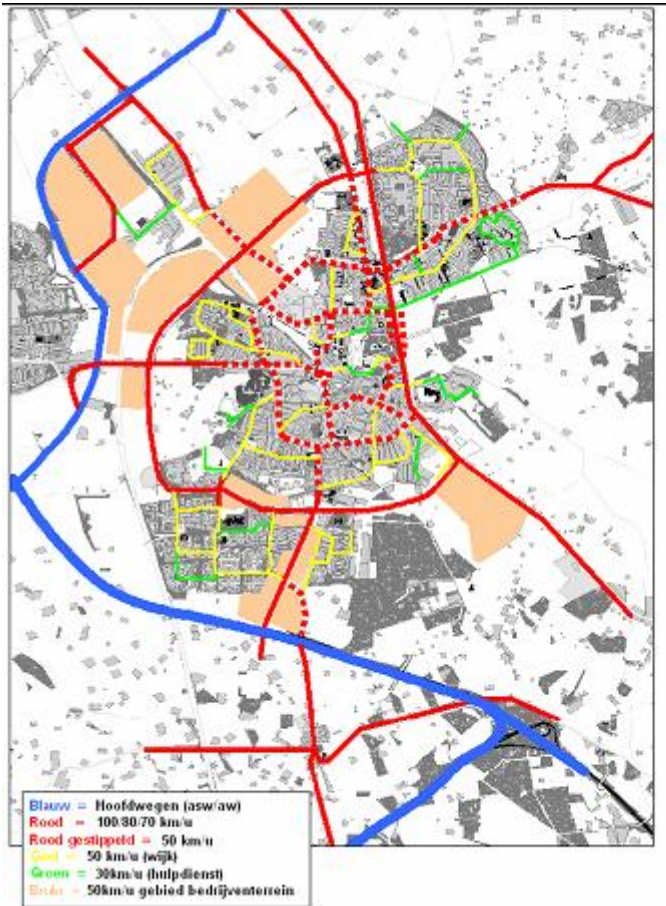 Blauw = Hoofdwegen (asw/aw)
Rood = 100/80/70 km/u
Rood gestippeld = 50 km/u
Geel = 50 km/u (wijk)
Groen = 30km/u (hulpdienst)
Bruin = 50km/u gebied bedrijventerrein